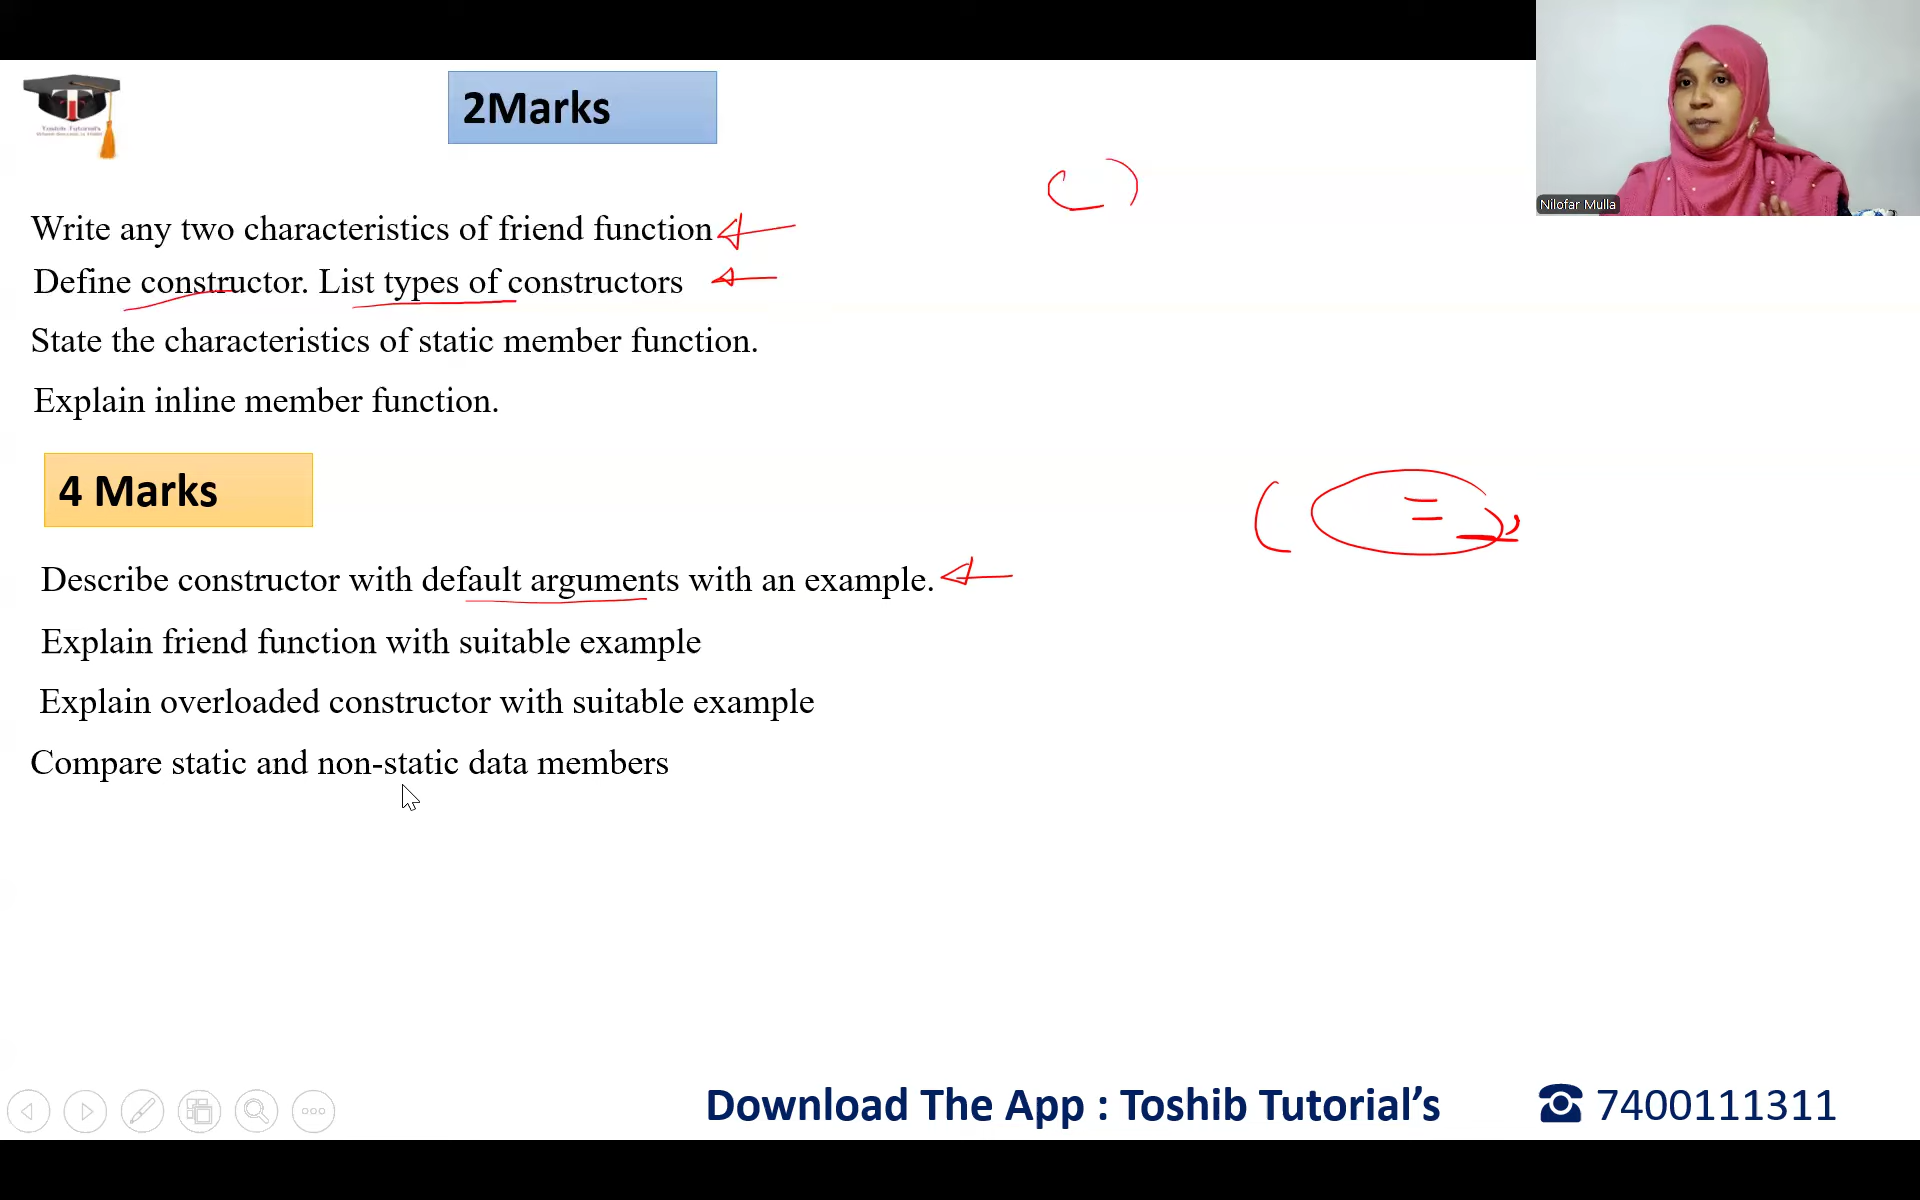 2Marks
Toshib Tutorial's
Nilofar Mulla
Write any two characteristics of friend function
Define constructor. List types of constructors
State the characteristics of static member function.
Explain inline member function.
4 Marks
Describe constructor with default arguments with an example.
Explain friend function with suitable example
Explain overloaded constructor with suitable example
Compare static and non-static data members
Download The App : Toshib Tutorial’s
7400111311